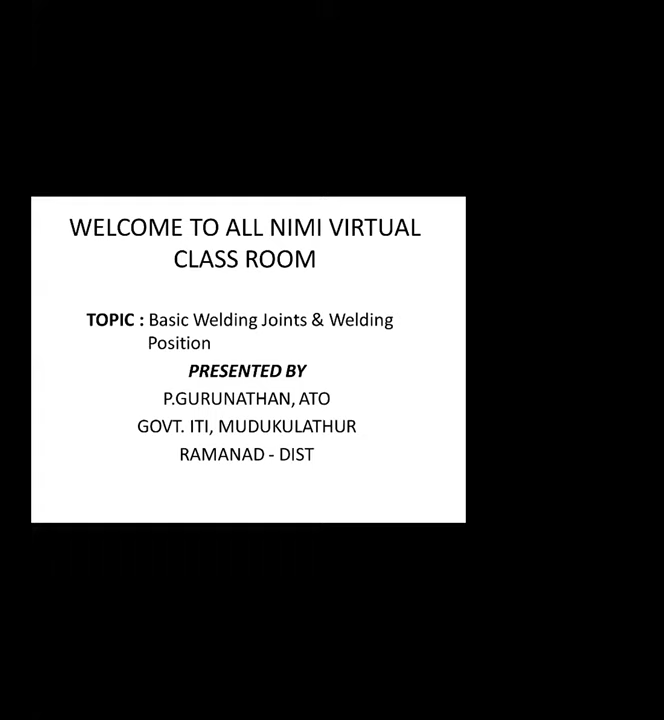 WELCOME TO ALL NIMI VIRTUAL
CLASS ROOM
TOPIC : Basic Welding Joints & Welding
Position
PRESENTED BY
P.GURUNATHAN, ATO
GOVT. ITI, MUDUKULATHUR
RAMANAD - DIST